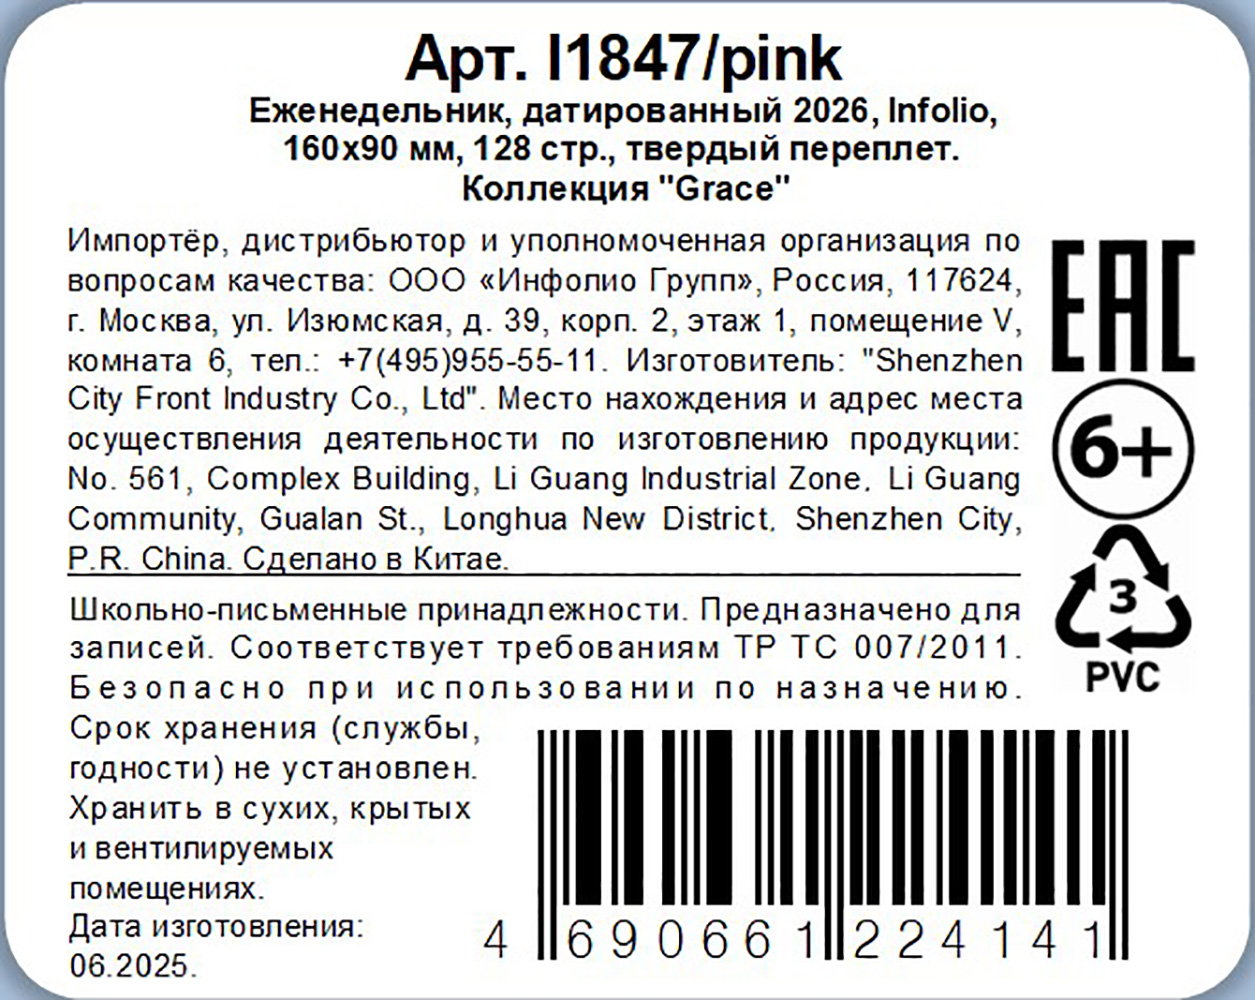 Арт. I1847/pink
Еженедельник, датированный 2026, Infolio,
160x90 мм, 128 стр., твердый переплет.
Коллекция "Grace"
Импортёр, дистрибьютор и уполномоченная организация по
вопросам качества: ООО «Инфолио Групп», Россия, 117624,
г. Москва, ул. Изюмская, д. 39, корп. 2, этаж 1, помещение V,
комната 6, тел.: +7(495)955-55-11. Изготовитель: "Shenzhen
City Front Industry Co., Ltd". Место нахождения и адрес места
осуществления деятельности по изготовлению продукции:
No. 561, Complex Building, Li Guang Industrial Zone, Li Guang
Community, Gualan St., Longhua New District, Shenzhen City,
P.R. China. Сделано в Китае.
EAC
6+
3
PVC
Школьно-письменные принадлежности. Предназначено для
записей. Соответствует требованиям ТР ТС 007/2011.
Безопасно при использовании по назначению.
Срок хранения (службы,
годности) не установлен.
Хранить в сухих, крытых
и вентилируемых
помещениях.
Дата изготовления:
06.2025.
4 690661 224141